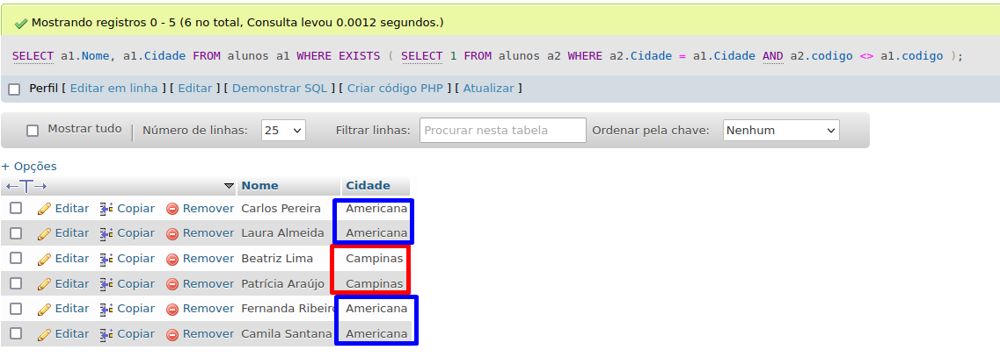 Mostrando registros 0 - 5 (6 no total, Consulta levou 0.0012 segundos.)
SELECT a1.Nome, a1.Cidade FROM alunos a1 WHERE EXISTS ( SELECT 1 FROM alunos a2 WHERE a2.Cidade = a1.Cidade AND a2.codigo <> a1.codigo );
Perfil [ Editar em linha ] [ Editar ] [ Demonstrar SQL ] [ Criar código PHP ] [ Atualizar ]
Mostrar tudo | Número de linhas: 25 Filtrar linhas: Procurar nesta tabela Ordenar pela chave: Nenhum
+ Opções
←T→ Nome Cidade
Editar Copiar Remover Carlos Pereira Americana
Editar Copiar Remover Laura Almeida Americana
Editar Copiar Remover Beatriz Lima Campinas
Editar Copiar Remover Patrícia Araújo Campinas
Editar Copiar Remover Fernanda Ribeiro Americana
Editar Copiar Remover Camila Santana Americana